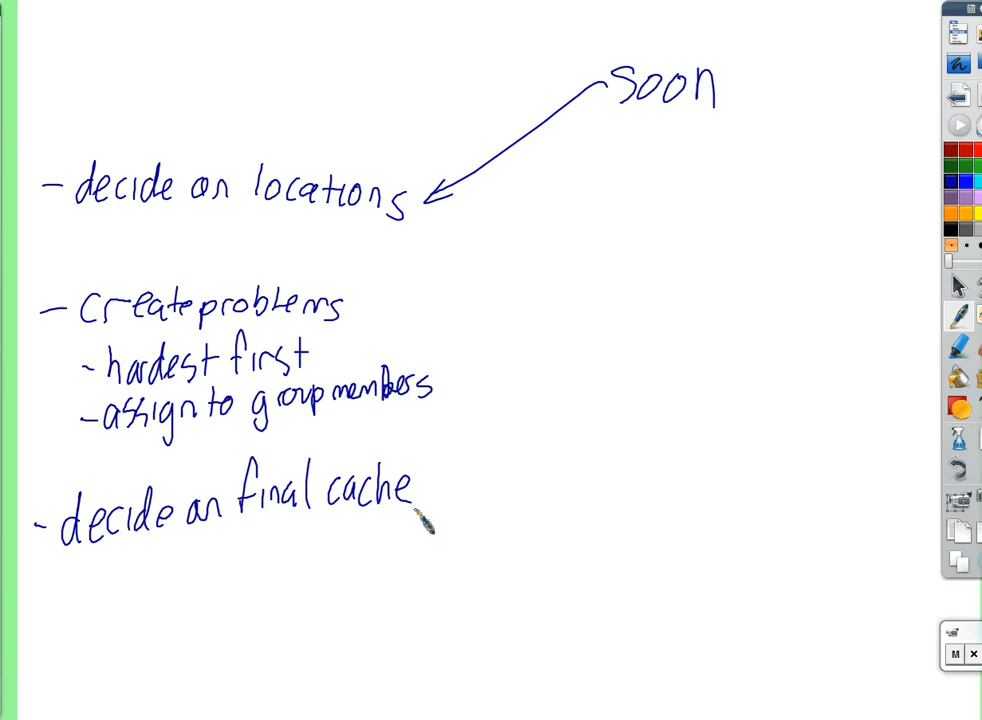 soon
- decide on locations
- create problems
- hardest first
- assign to group members
- decide on final cache
M